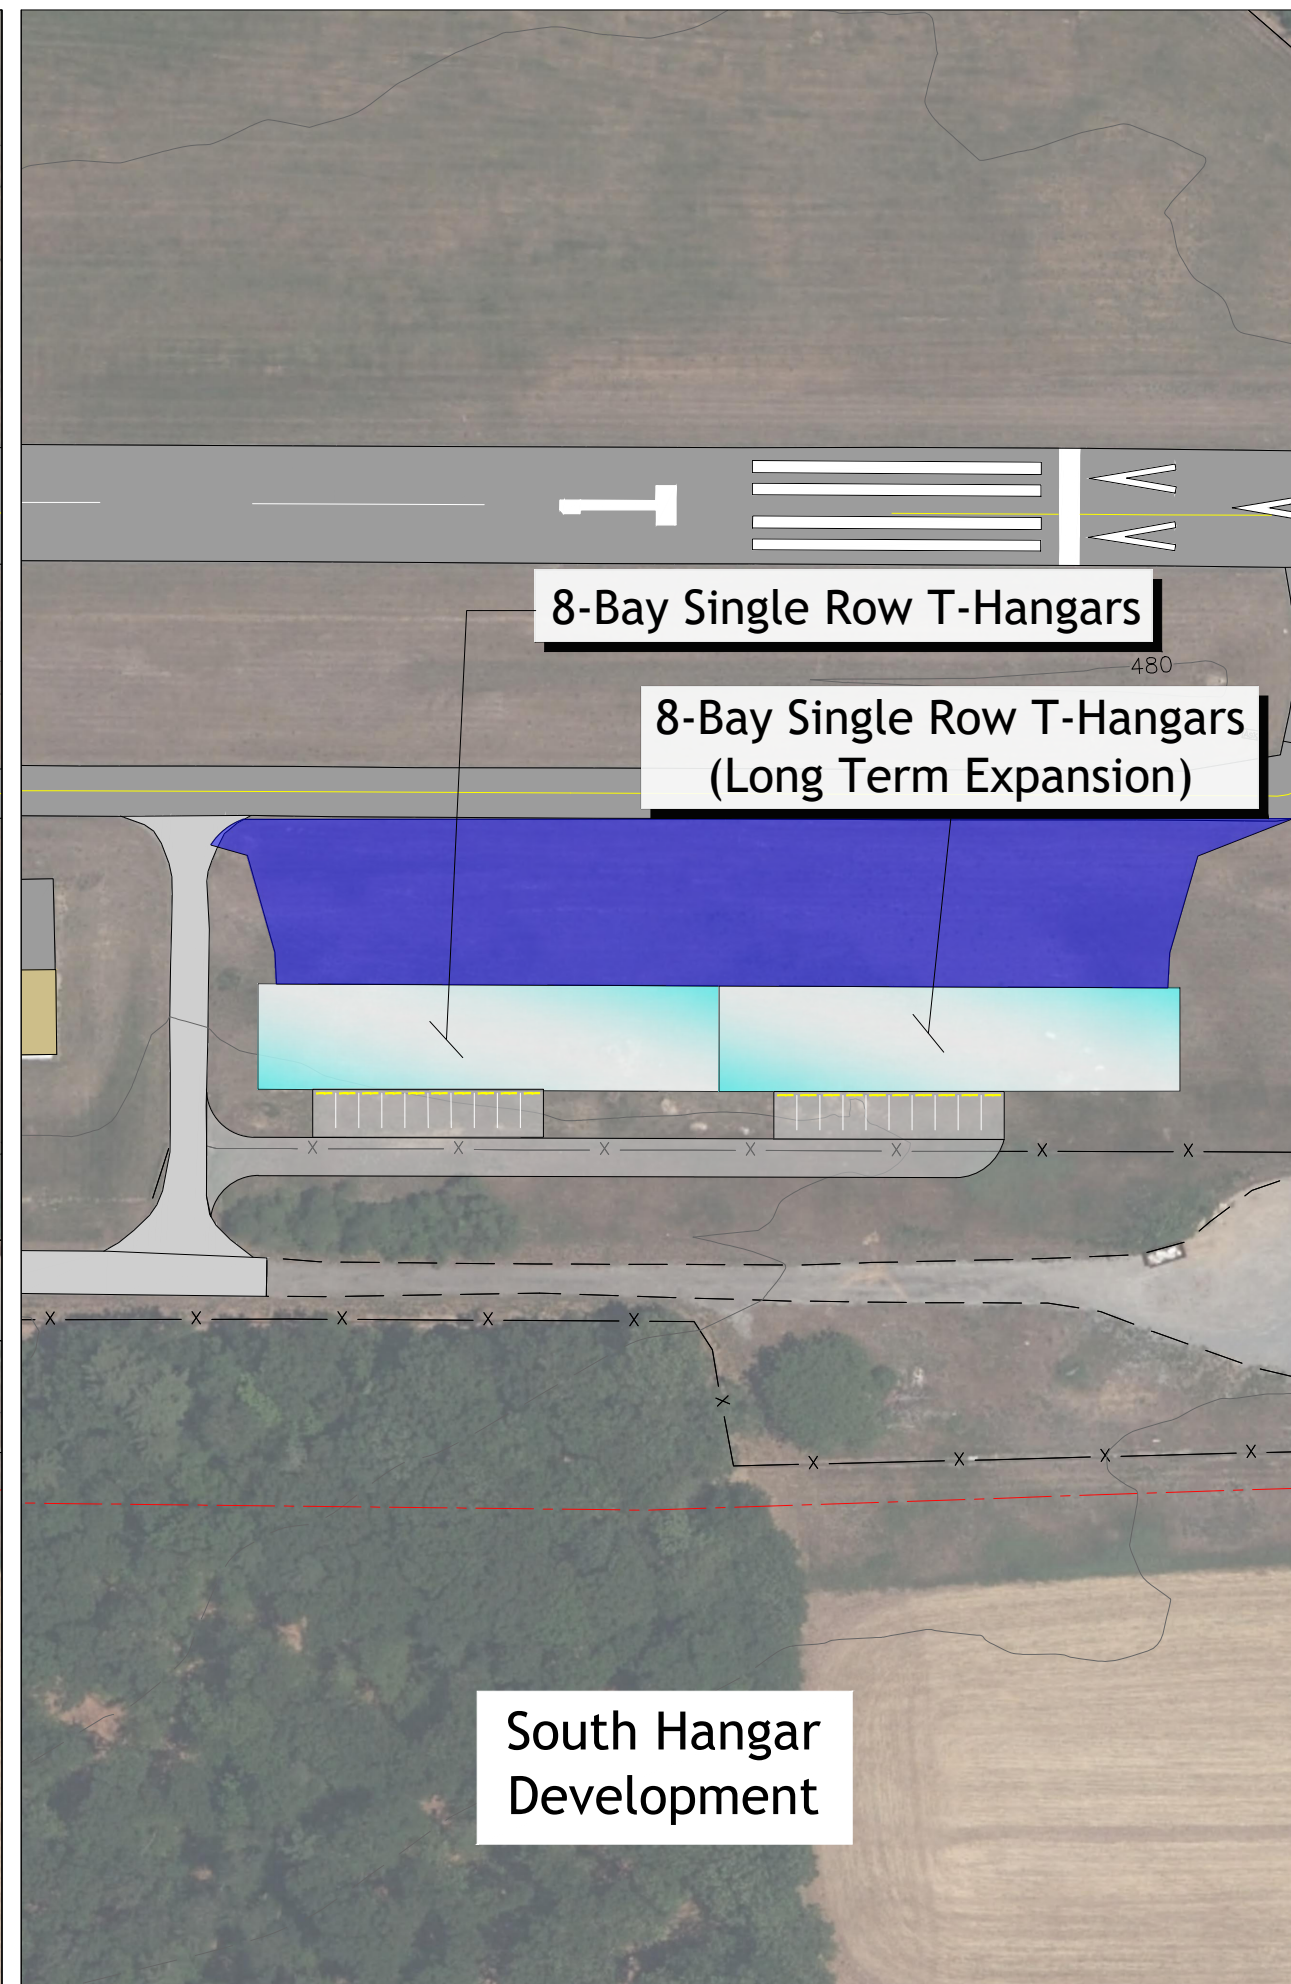 8-Bay Single Row T-Hangars
480
8-Bay Single Row T-Hangars
(Long Term Expansion)
X X X X X X X
X X X X X
X
X X X X
South Hangar
Development